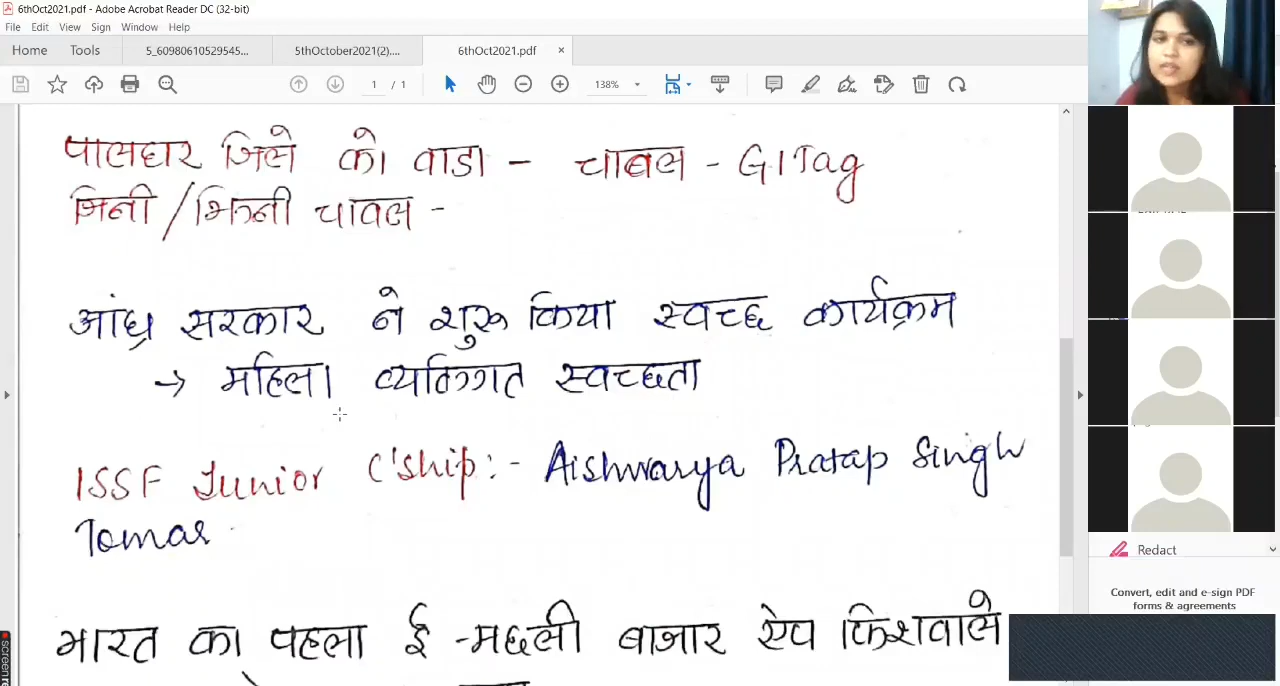 6thOct2021.pdf - Adobe Acrobat Reader DC (32-bit)
File Edit View Sign Window Help
Home Tools 5_60980610529545... 5thOctober2021(2).... 6thOct2021.pdf ×
1 / 1 138%
पालघर जिले को वाडा - चावल - GI Tag
जिनी / झिनी चावल -
आंध्र सरकार ने शुरू किया स्वच्छ कार्यक्रम
→ महिला व्यक्तिगत स्वच्छता
ISSF Junior C'ship:- Aishwarya Pratap Singh
Tomar
भारत का पहला ई-मछली बाजार ऐप फिशवाले
Redact
Convert, edit and e-sign PDF
forms & agreements